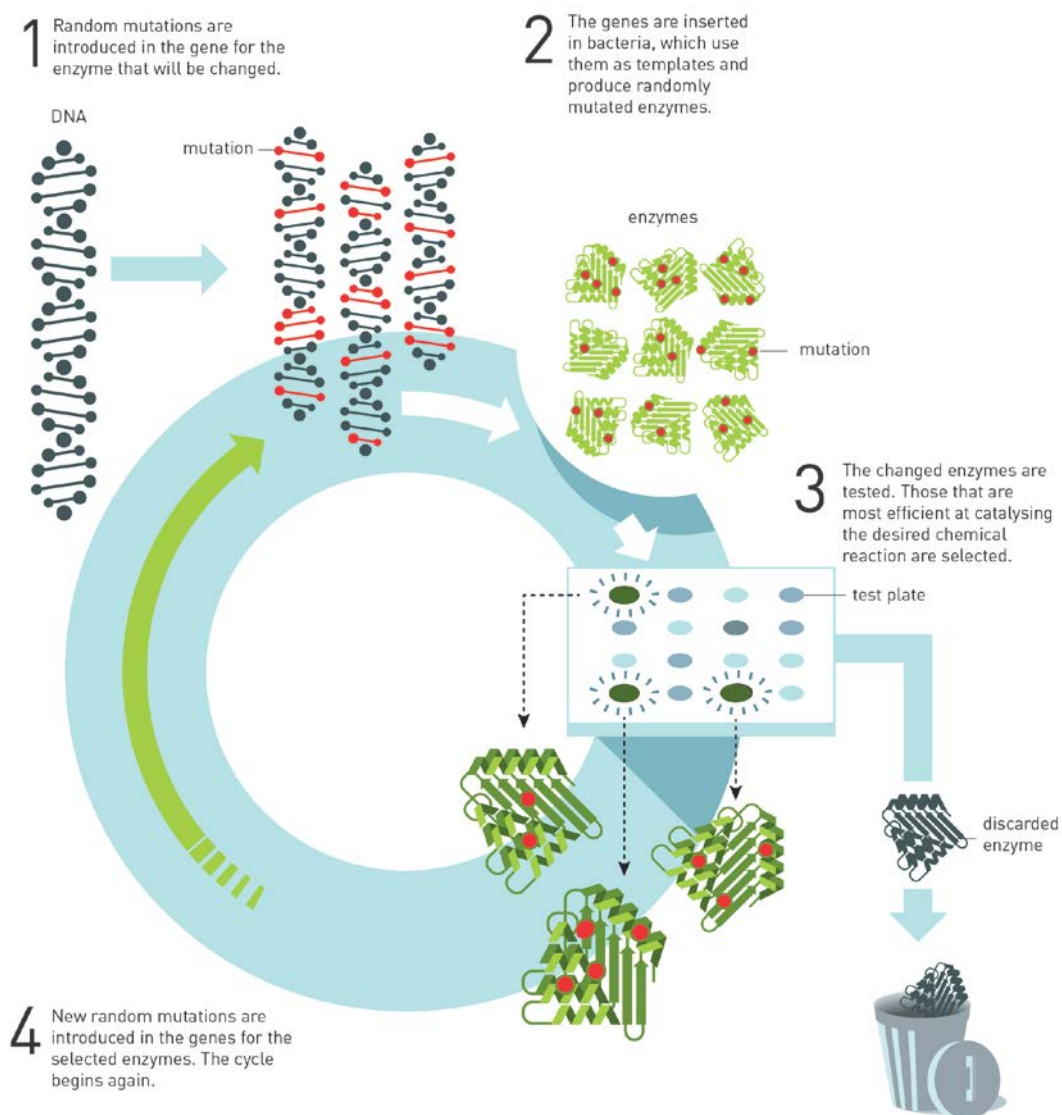 1
Random mutations are
introduced in the gene for the
enzyme that will be changed.
2
The genes are inserted
in bacteria, which use
them as templates and
produce randomly
mutated enzymes.
DNA
mutation
enzymes
mutation
3
The changed enzymes are
tested. Those that are
most efficient at catalysing
the desired chemical
reaction are selected.
test plate
discarded
enzyme
4
New random mutations are
introduced in the genes for the
selected enzymes. The cycle
begins again.